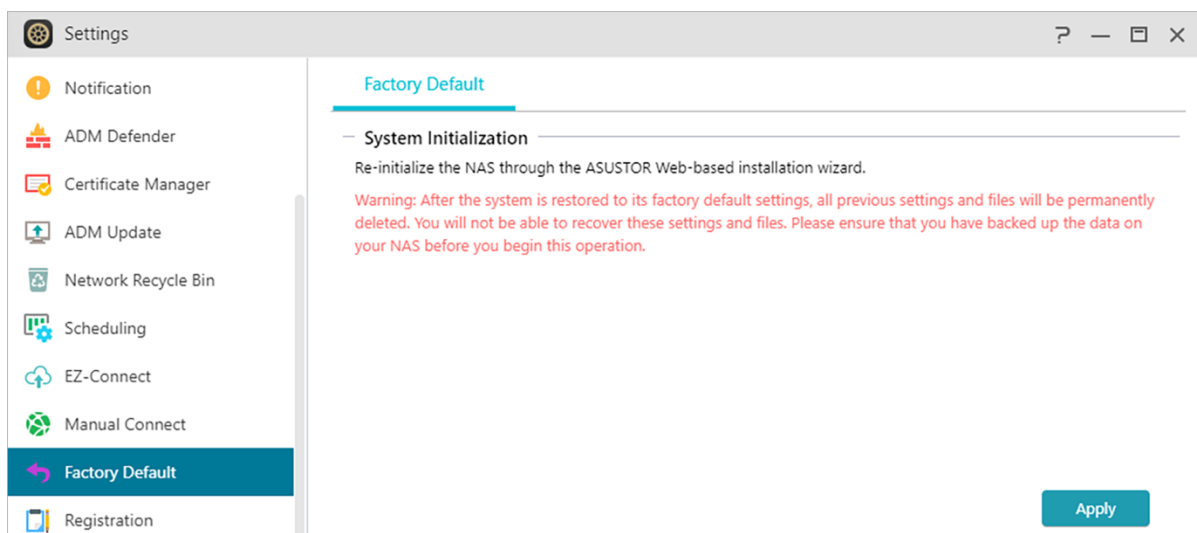 Settings
Notification
ADM Defender
Certificate Manager
ADM Update
Network Recycle Bin
Scheduling
EZ-Connect
Manual Connect
Factory Default
Registration
Factory Default
System Initialization
Re-initialize the NAS through the ASUSTOR Web-based installation wizard.
Warning: After the system is restored to its factory default settings, all previous settings and files will be permanently
deleted. You will not be able to recover these settings and files. Please ensure that you have backed up the data on
your NAS before you begin this operation.
Apply